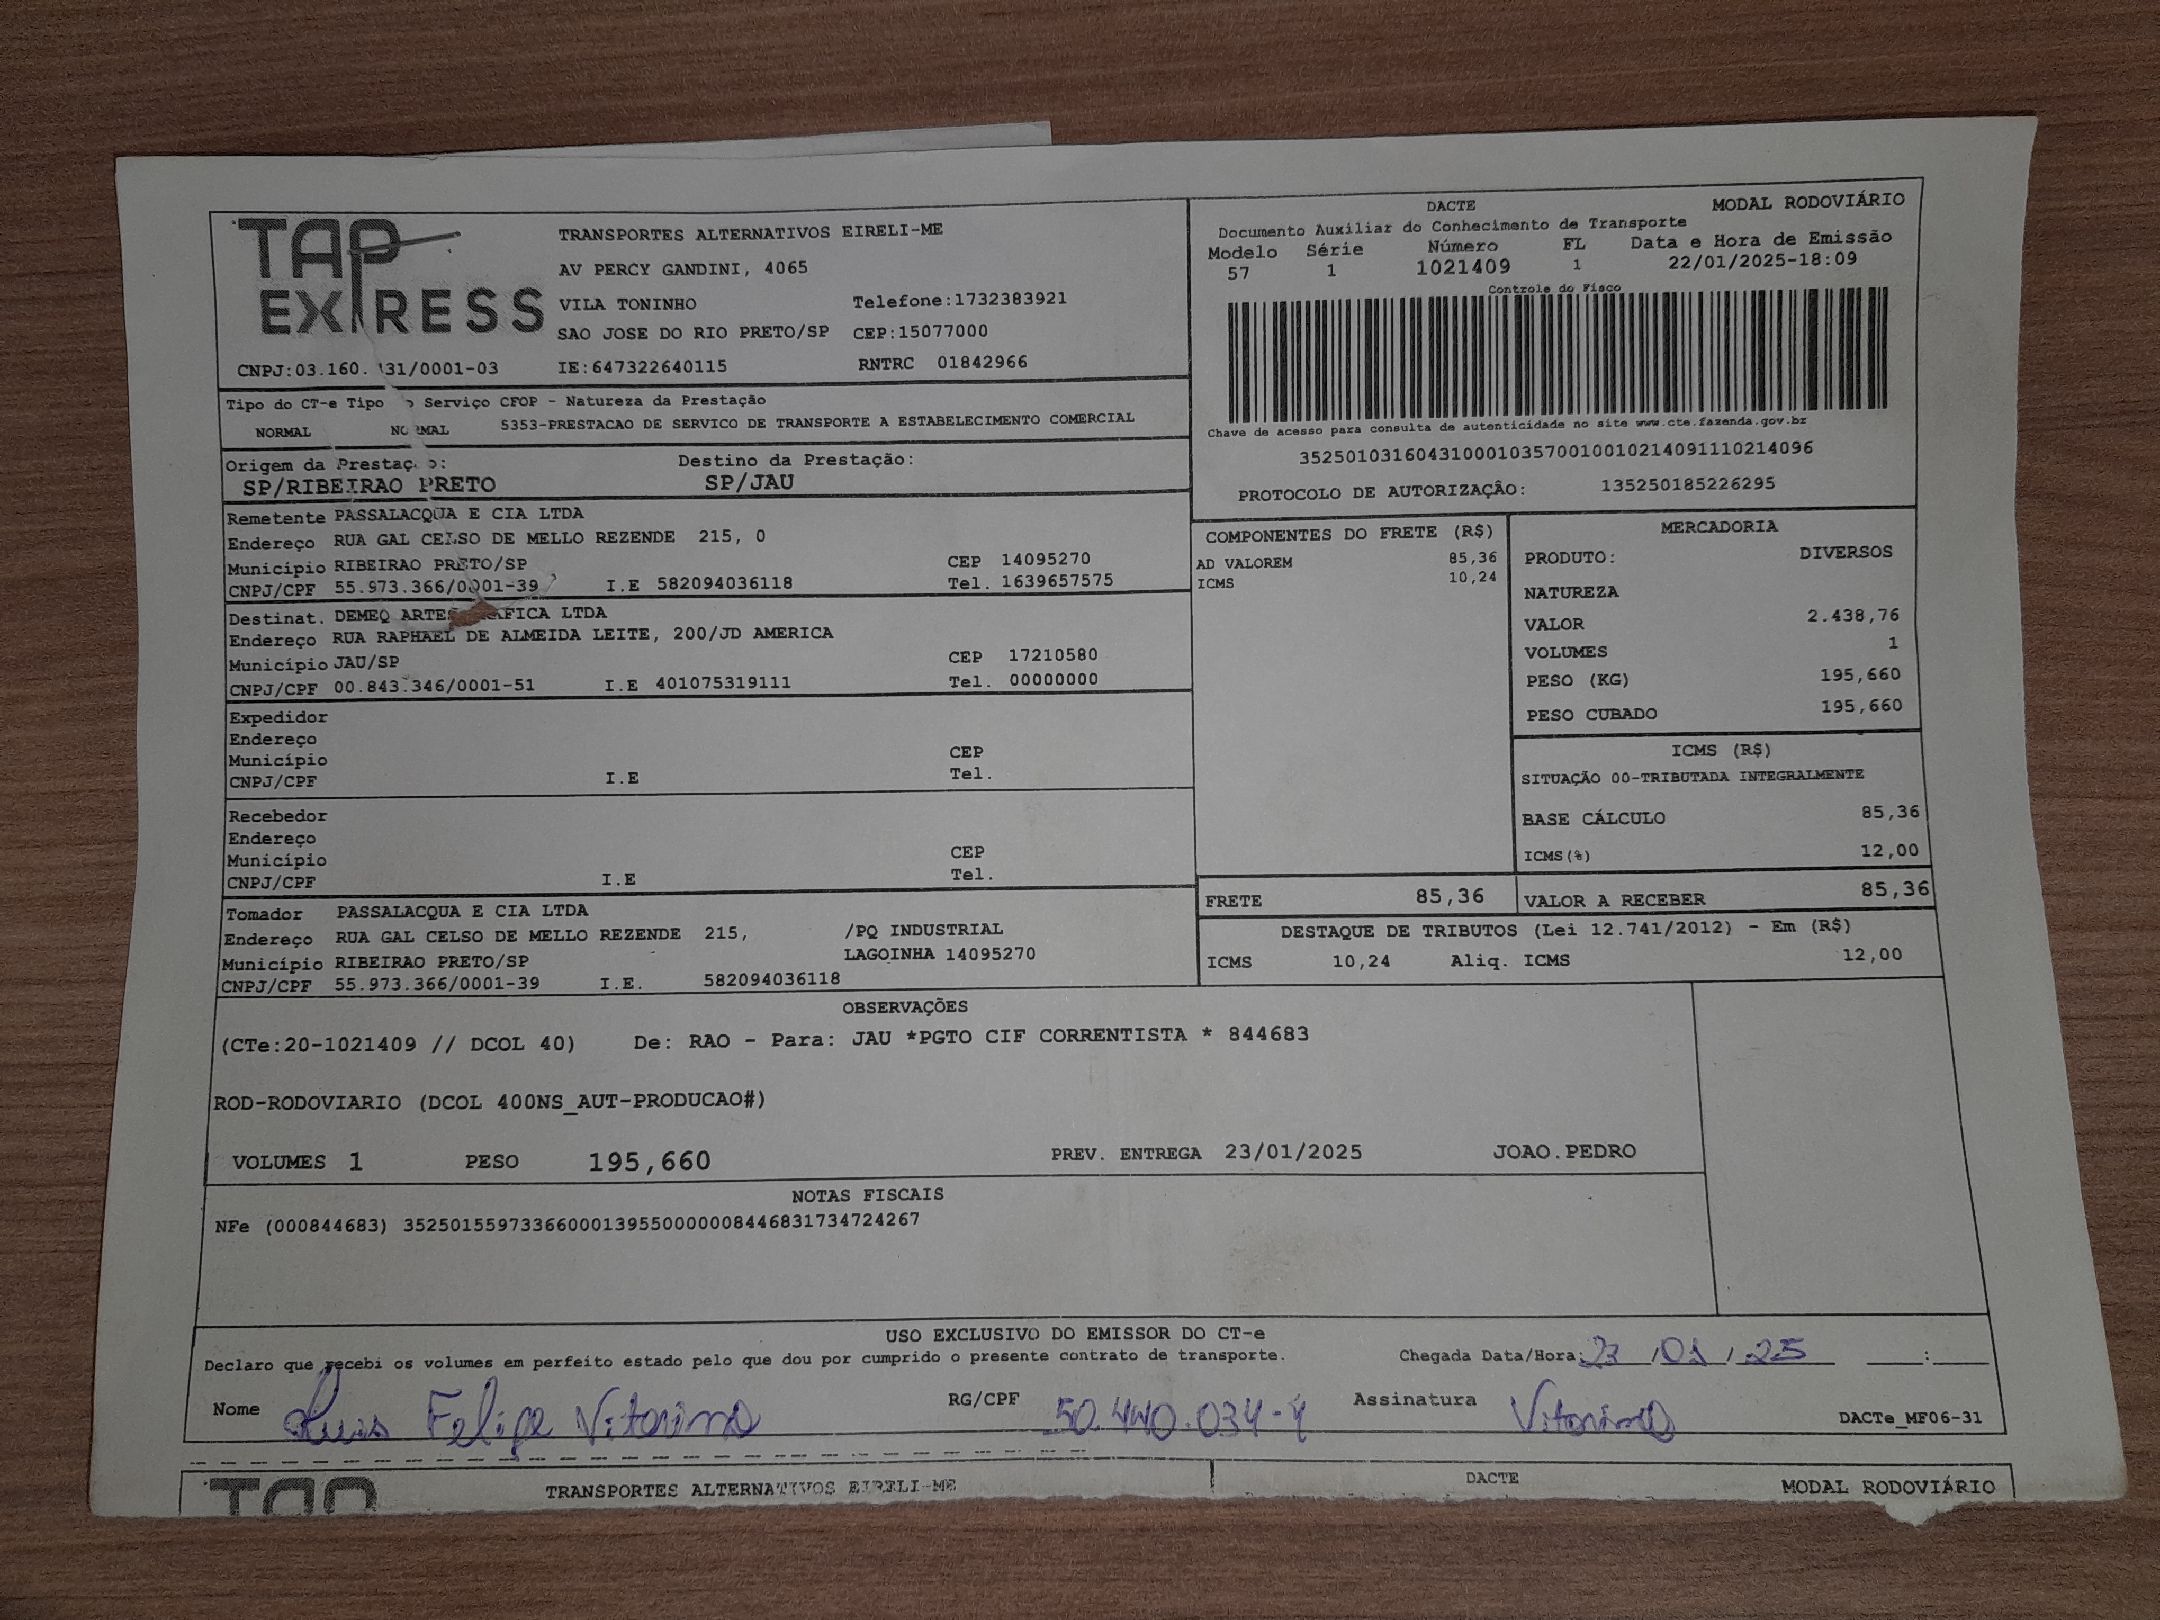 TAP
EXPRESS
TRANSPORTES ALTERNATIVOS EIRELI-ME
AV PERCY GANDINI, 4065
VILA TONINHO Telefone:1732383921
SAO JOSE DO RIO PRETO/SP CEP:15077000
CNPJ:03.160. 31/0001-03 IE:647322640115 RNTRC 01842966
DACTE MODAL RODOVIÁRIO
Documento Auxiliar do Conhecimento de Transporte
Modelo Série Número FL Data e Hora de Emissão
57 1 1021409 1 22/01/2025-18:09
Controle do Fisco
Chave de acesso para consulta de autenticidade no site www.cte.fazenda.gov.br
35250103160431000103570010010214091110214096
PROTOCOLO DE AUTORIZAÇÃO: 135250185226295
Tipo do CT-e Tipo o Serviço CFOP - Natureza da Prestação
NORMAL NORMAL 5353-PRESTACAO DE SERVICO DE TRANSPORTE A ESTABELECIMENTO COMERCIAL
Origem da Prestação: Destino da Prestação:
SP/RIBEIRAO PRETO SP/JAU
Remetente PASSALACQUA E CIA LTDA
Endereço RUA GAL CELSO DE MELLO REZENDE 215, 0
Município RIBEIRAO PRETO/SP CEP 14095270
CNPJ/CPF 55.973.366/0001-39 I.E 582094036118 Tel. 1639657575
Destinat. DEMEQ ARTES AFICA LTDA
Endereço RUA RAPHAEL DE ALMEIDA LEITE, 200/JD AMERICA
Município JAU/SP CEP 17210580
CNPJ/CPF 00.843.346/0001-51 I.E 401075319111 Tel. 00000000
Expedidor
Endereço
Município CEP
CNPJ/CPF I.E Tel.
Recebedor
Endereço
Município CEP
CNPJ/CPF I.E Tel.
Tomador PASSALACQUA E CIA LTDA
Endereço RUA GAL CELSO DE MELLO REZENDE 215, /PQ INDUSTRIAL
Município RIBEIRAO PRETO/SP LAGOINHA 14095270
CNPJ/CPF 55.973.366/0001-39 I.E. 582094036118
COMPONENTES DO FRETE (R$)
AD VALOREM 85,36
ICMS 10,24
MERCADORIA
PRODUTO: DIVERSOS
NATUREZA
VALOR 2.438,76
VOLUMES 1
PESO (KG) 195,660
PESO CUBADO 195,660
ICMS (R$)
SITUAÇÃO 00-TRIBUTADA INTEGRALMENTE
BASE CÁLCULO 85,36
ICMS(%) 12,00
FRETE 85,36 VALOR A RECEBER 85,36
DESTAQUE DE TRIBUTOS (Lei 12.741/2012) - Em (R$)
ICMS 10,24 Aliq. ICMS 12,00
OBSERVAÇÕES
(CTe:20-1021409 // DCOL 40) De: RAO - Para: JAU *PGTO CIF CORRENTISTA * 844683
ROD-RODOVIARIO (DCOL 400NS_AUT-PRODUCAO#)
VOLUMES 1 PESO 195,660 PREV. ENTREGA 23/01/2025 JOAO.PEDRO
NOTAS FISCAIS
NFe (000844683) 35250155973366000139550000008446831734724267
USO EXCLUSIVO DO EMISSOR DO CT-e
Declaro que recebi os volumes em perfeito estado pelo que dou por cumprido o presente contrato de transporte. Chegada Data/Hora: 23 /01 / 25 :
Nome Luis Felipe Vitorino RG/CPF 50.440.034-4 Assinatura Vitorino
DACTe_MF06-31
TAP TRANSPORTES ALTERNATIVOS EIRELI-ME DACTE MODAL RODOVIÁRIO